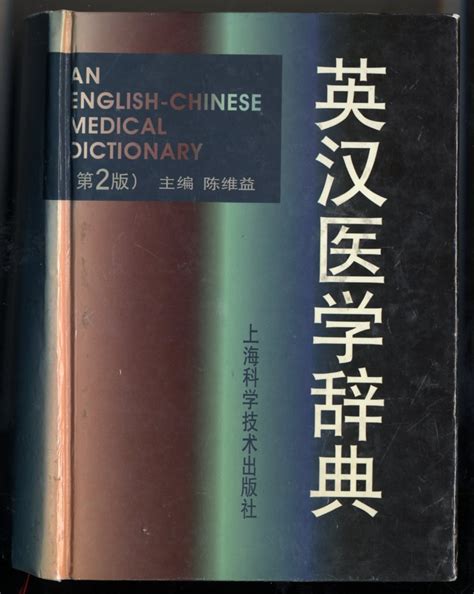 AN
ENGLISH-CHINESE
MEDICAL
DICTIONARY
(第2版) 主编 陈维益
英汉医学辞典
上海科学技术出版社